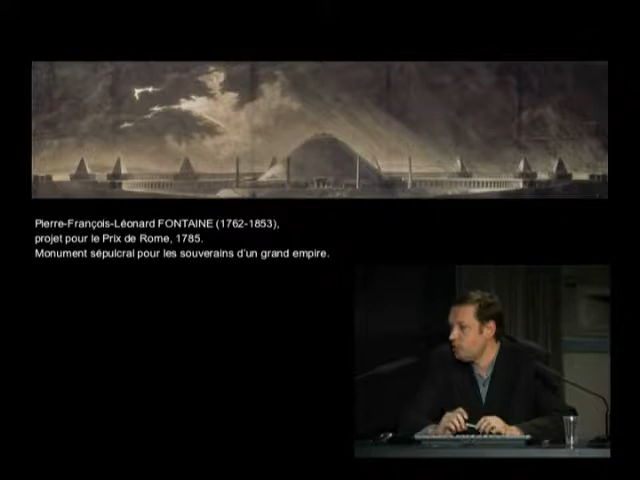 Pierre-François-Léonard FONTAINE (1762-1853),
projet pour le Prix de Rome, 1785.
Monument sépulcral pour les souverains d'un grand empire.